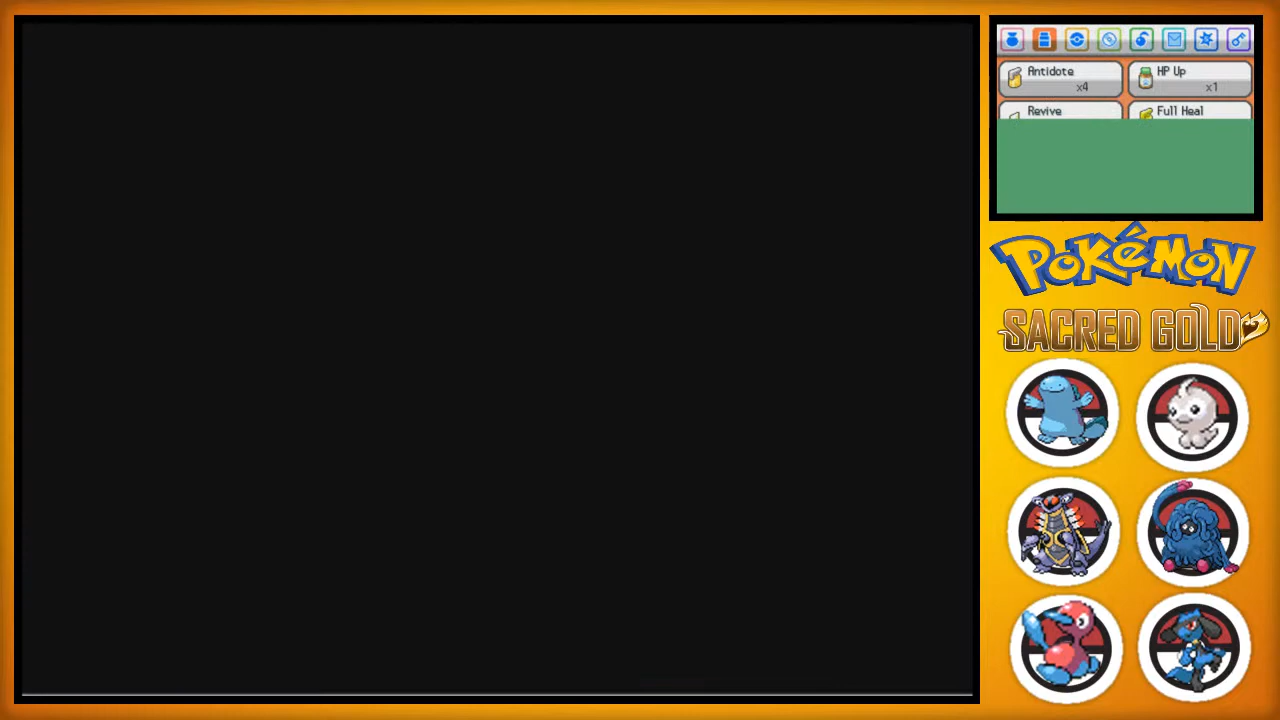 Antidote
x4
HP Up
x1
Revive
Full Heal
POKéMON
SACRED GOLD